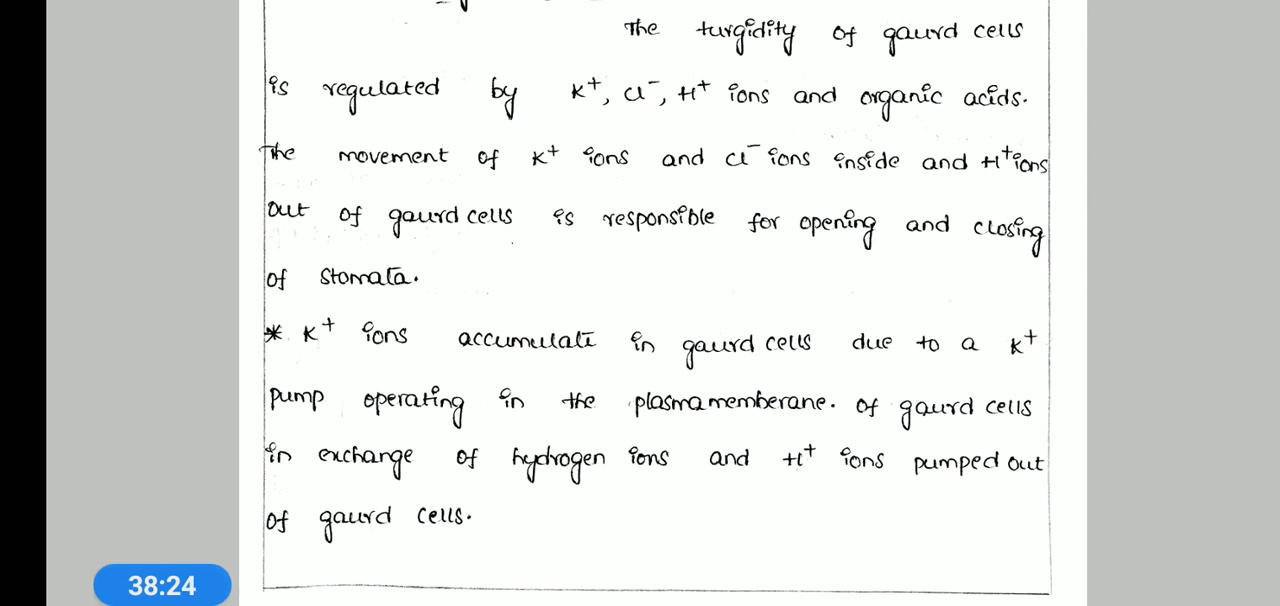 The turgidity of gaurd cells
is regulated by K+, Cl-, H+ ions and organic acids.
The movement of K+ ions and Cl- ions inside and H+ ions
out of gaurd cells is responsible for opening and closing
of stomata.
* K+ ions accumulate in gaurd cells due to a K+
pump operating in the plasmamemberane. of gaurd cells
in exchange of hydrogen ions and H+ ions pumped out
of gaurd cells.
38:24